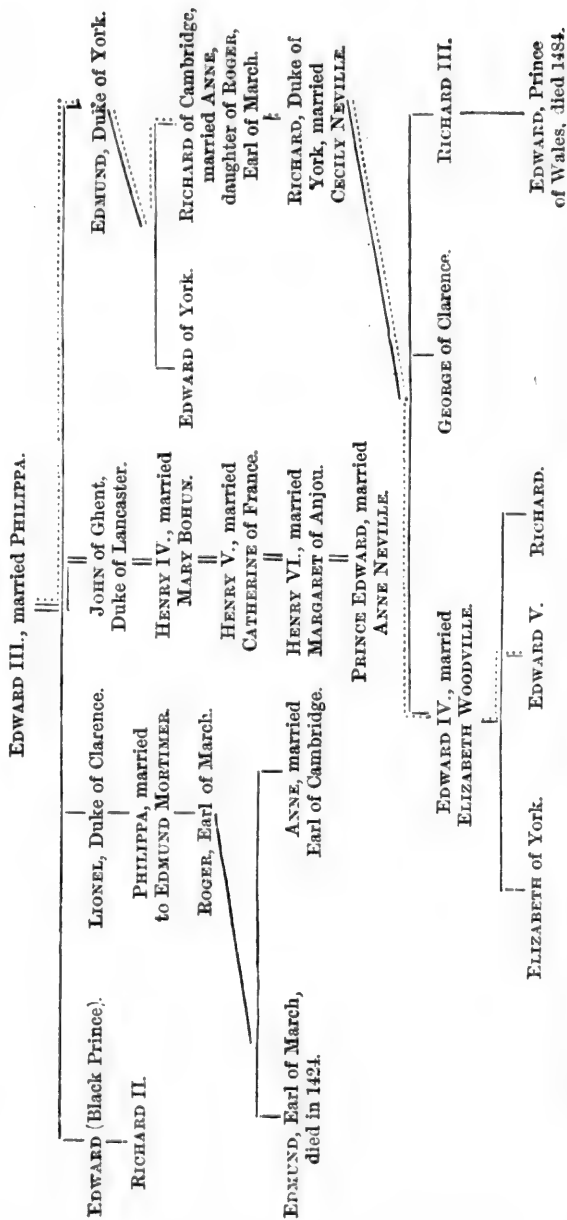 EDWARD III., married PHILIPPA.
EDWARD (Black Prince).
RICHARD II.
LIONEL, Duke of Clarence.
PHILIPPA, married
to EDMUND MORTIMER.
ROGER, Earl of March.
EDMUND, Earl of March,
died in 1424.
ANNE, married
Earl of Cambridge.
JOHN of Ghent,
Duke of Lancaster.
HENRY IV., married
MARY BOHUN.
HENRY V., married
CATHERINE of France.
HENRY VI., married
MARGARET of Anjou.
PRINCE EDWARD, married
ANNE NEVILLE.
EDMUND, Duke of York.
EDWARD of York.
RICHARD of Cambridge,
married ANNE,
daughter of ROGER,
Earl of March.
RICHARD, Duke of
York, married
CECILY NEVILLE.
EDWARD IV., married
ELIZABETH WOODVILLE.
GEORGE of Clarence.
RICHARD III.
ELIZABETH of York.
EDWARD V.
RICHARD.
EDWARD, Prince
of Wales, died 1484.